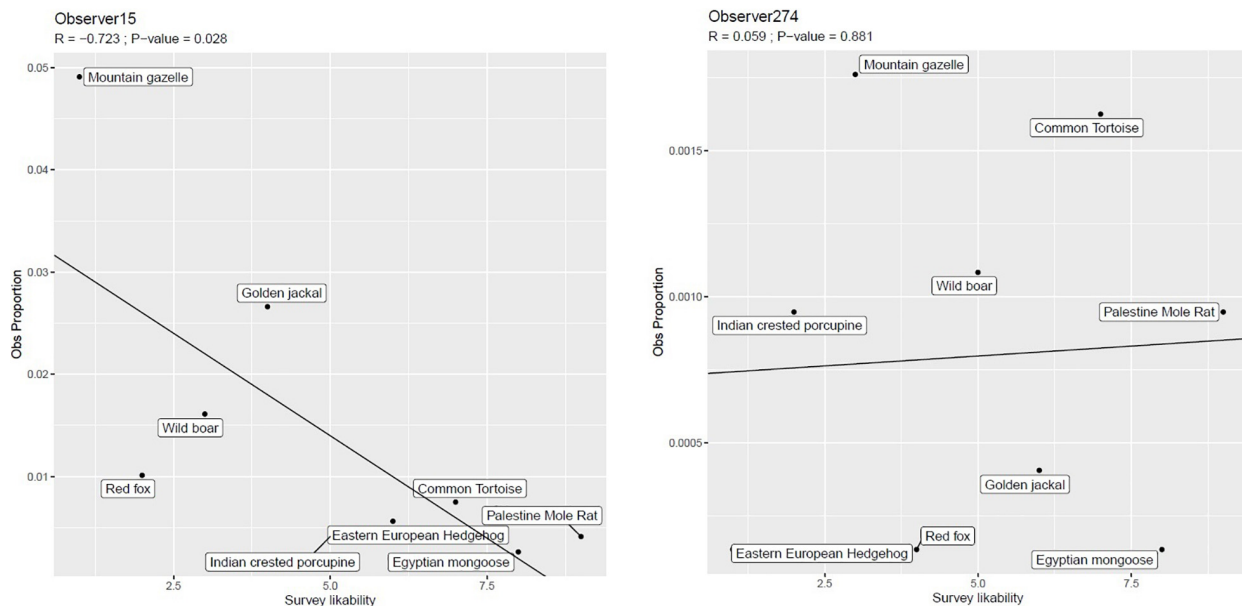 Observer15
R = −0.723 ; P−value = 0.028
Obs Proportion
0.05
0.04
0.03
0.02
0.01
Mountain gazelle
Golden jackal
Wild boar
Red fox
Common Tortoise
Palestine Mole Rat
Eastern European Hedgehog
Indian crested porcupine
Egyptian mongoose
2.5
5.0
7.5
Survey likability
Observer274
R = 0.059 ; P−value = 0.881
Obs Proportion
0.0015
0.0010
0.0005
Mountain gazelle
Common Tortoise
Wild boar
Palestine Mole Rat
Indian crested porcupine
Golden jackal
Red fox
Eastern European Hedgehog
Egyptian mongoose
2.5
5.0
7.5
Survey likability